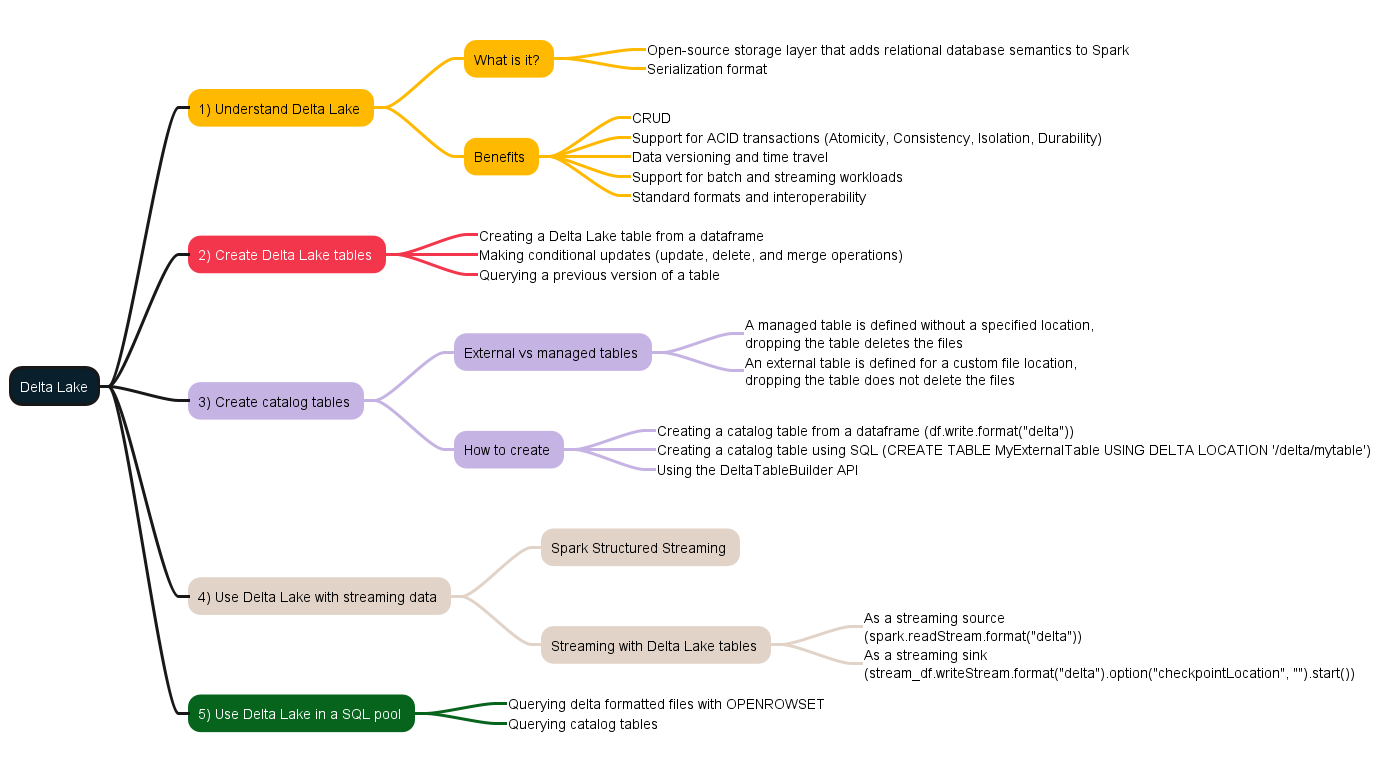 What is it?
Open-source storage layer that adds relational database semantics to Spark
Serialization format
1) Understand Delta Lake
Benefits
CRUD
Support for ACID transactions (Atomicity, Consistency, Isolation, Durability)
Data versioning and time travel
Support for batch and streaming workloads
Standard formats and interoperability
2) Create Delta Lake tables
Creating a Delta Lake table from a dataframe
Making conditional updates (update, delete, and merge operations)
Querying a previous version of a table
Delta Lake
3) Create catalog tables
External vs managed tables
A managed table is defined without a specified location,
dropping the table deletes the files
An external table is defined for a custom file location,
dropping the table does not delete the files
How to create
Creating a catalog table from a dataframe (df.write.format("delta"))
Creating a catalog table using SQL (CREATE TABLE MyExternalTable USING DELTA LOCATION '/delta/mytable')
Using the DeltaTableBuilder API
4) Use Delta Lake with streaming data
Spark Structured Streaming
Streaming with Delta Lake tables
As a streaming source
(spark.readStream.format("delta"))
As a streaming sink
(stream_df.writeStream.format("delta").option("checkpointLocation", "").start())
5) Use Delta Lake in a SQL pool
Querying delta formatted files with OPENROWSET
Querying catalog tables